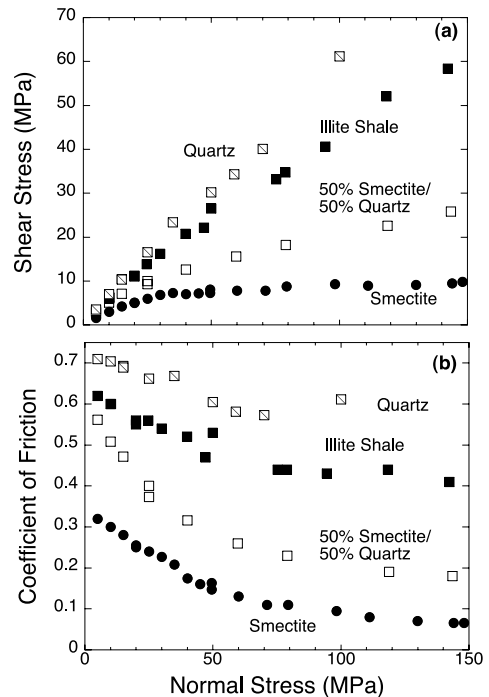 (a)
70
60
50
40
30
20
10
0
Shear Stress (MPa)
Quartz
Illite Shale
50% Smectite/
50% Quartz
Smectite
(b)
0.7
0.6
0.5
0.4
0.3
0.2
0.1
0
Coefficient of Friction
Quartz
Illite Shale
50% Smectite/
50% Quartz
Smectite
0 50 100 150
Normal Stress (MPa)